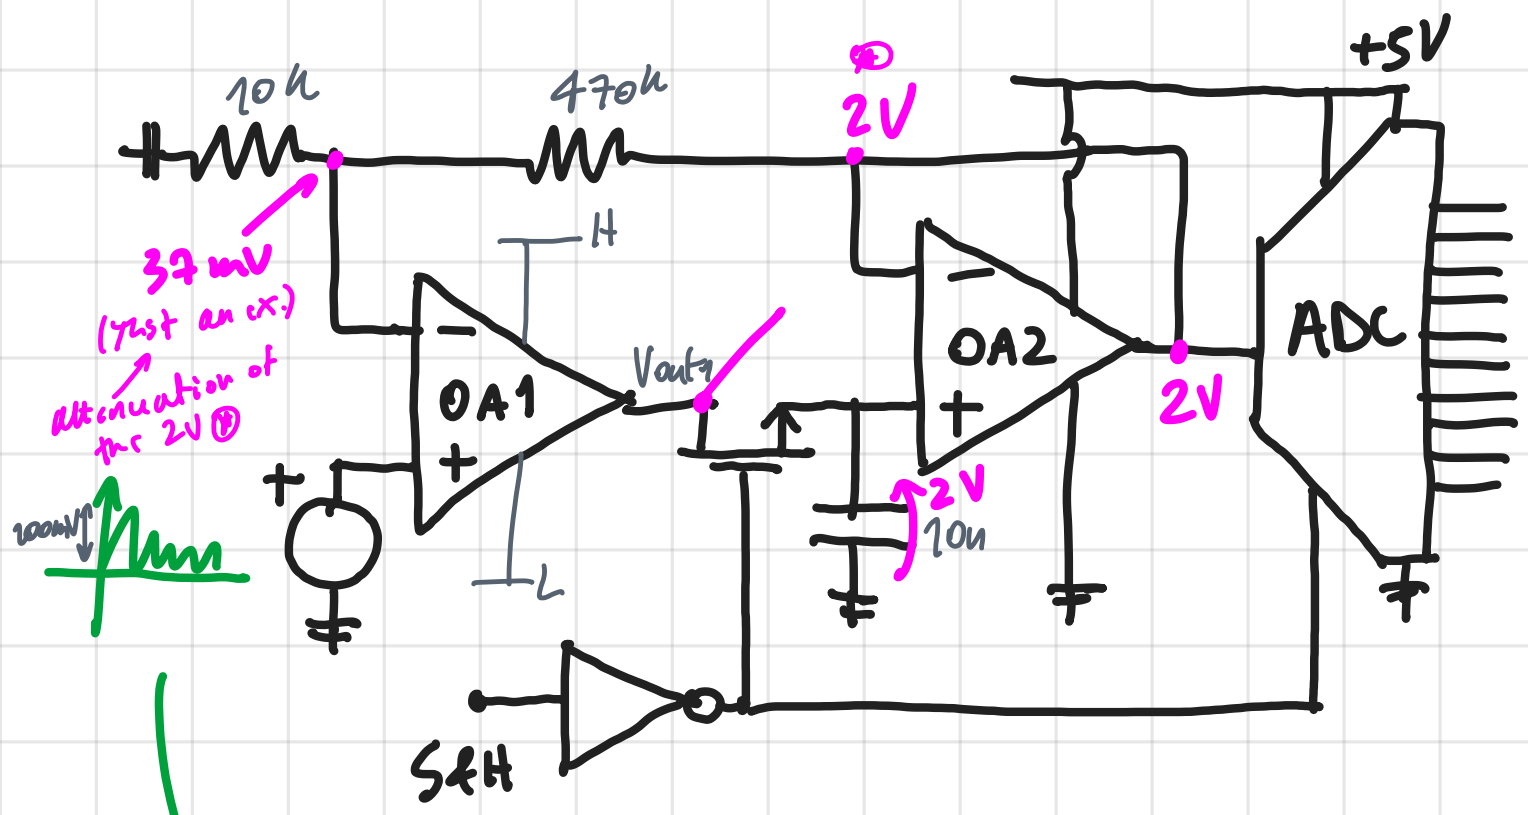 +5V
10k
470k
2V
37mV
(just an ex.)
attenuation of
the 2V
H
Vout1
−
OA1
+
−
OA2
+
ADC
2V
+
100mV
2V
10n
L
S&H